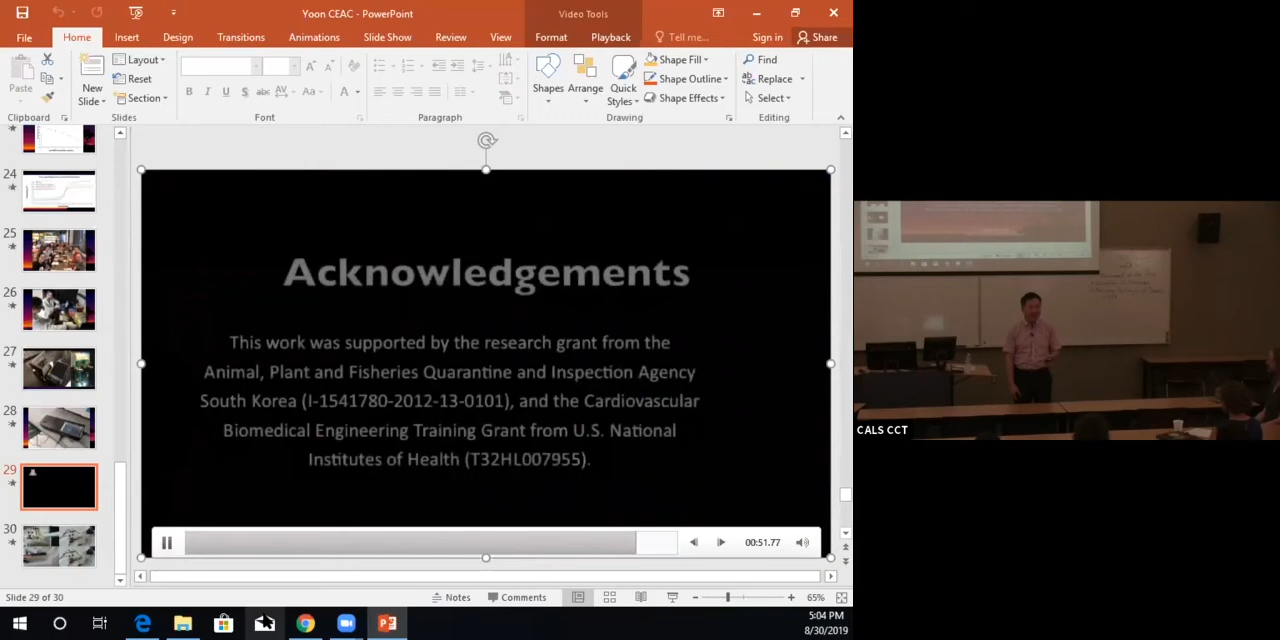 Yoon CEAC - PowerPoint
Video Tools
File
Home
Insert
Design
Transitions
Animations
Slide Show
Review
View
Format
Playback
Tell me...
Sign in
Share
Paste
New
Slide
Layout
Reset
Section
B I U S abc AV Aa A
Shapes
Arrange
Quick
Styles
Shape Fill
Shape Outline
Shape Effects
Find
Replace
Select
Clipboard
Slides
Font
Paragraph
Drawing
Editing
24
25
26
27
28
29
30
Acknowledgements
This work was supported by the research grant from the
Animal, Plant and Fisheries Quarantine and Inspection Agency
South Korea (I-1541780-2012-13-0101), and the Cardiovascular
Biomedical Engineering Training Grant from U.S. National
Institutes of Health (T32HL007955).
00:51.77
CALS CCT
Slide 29 of 30
Notes
Comments
65%
5:04 PM
8/30/2019